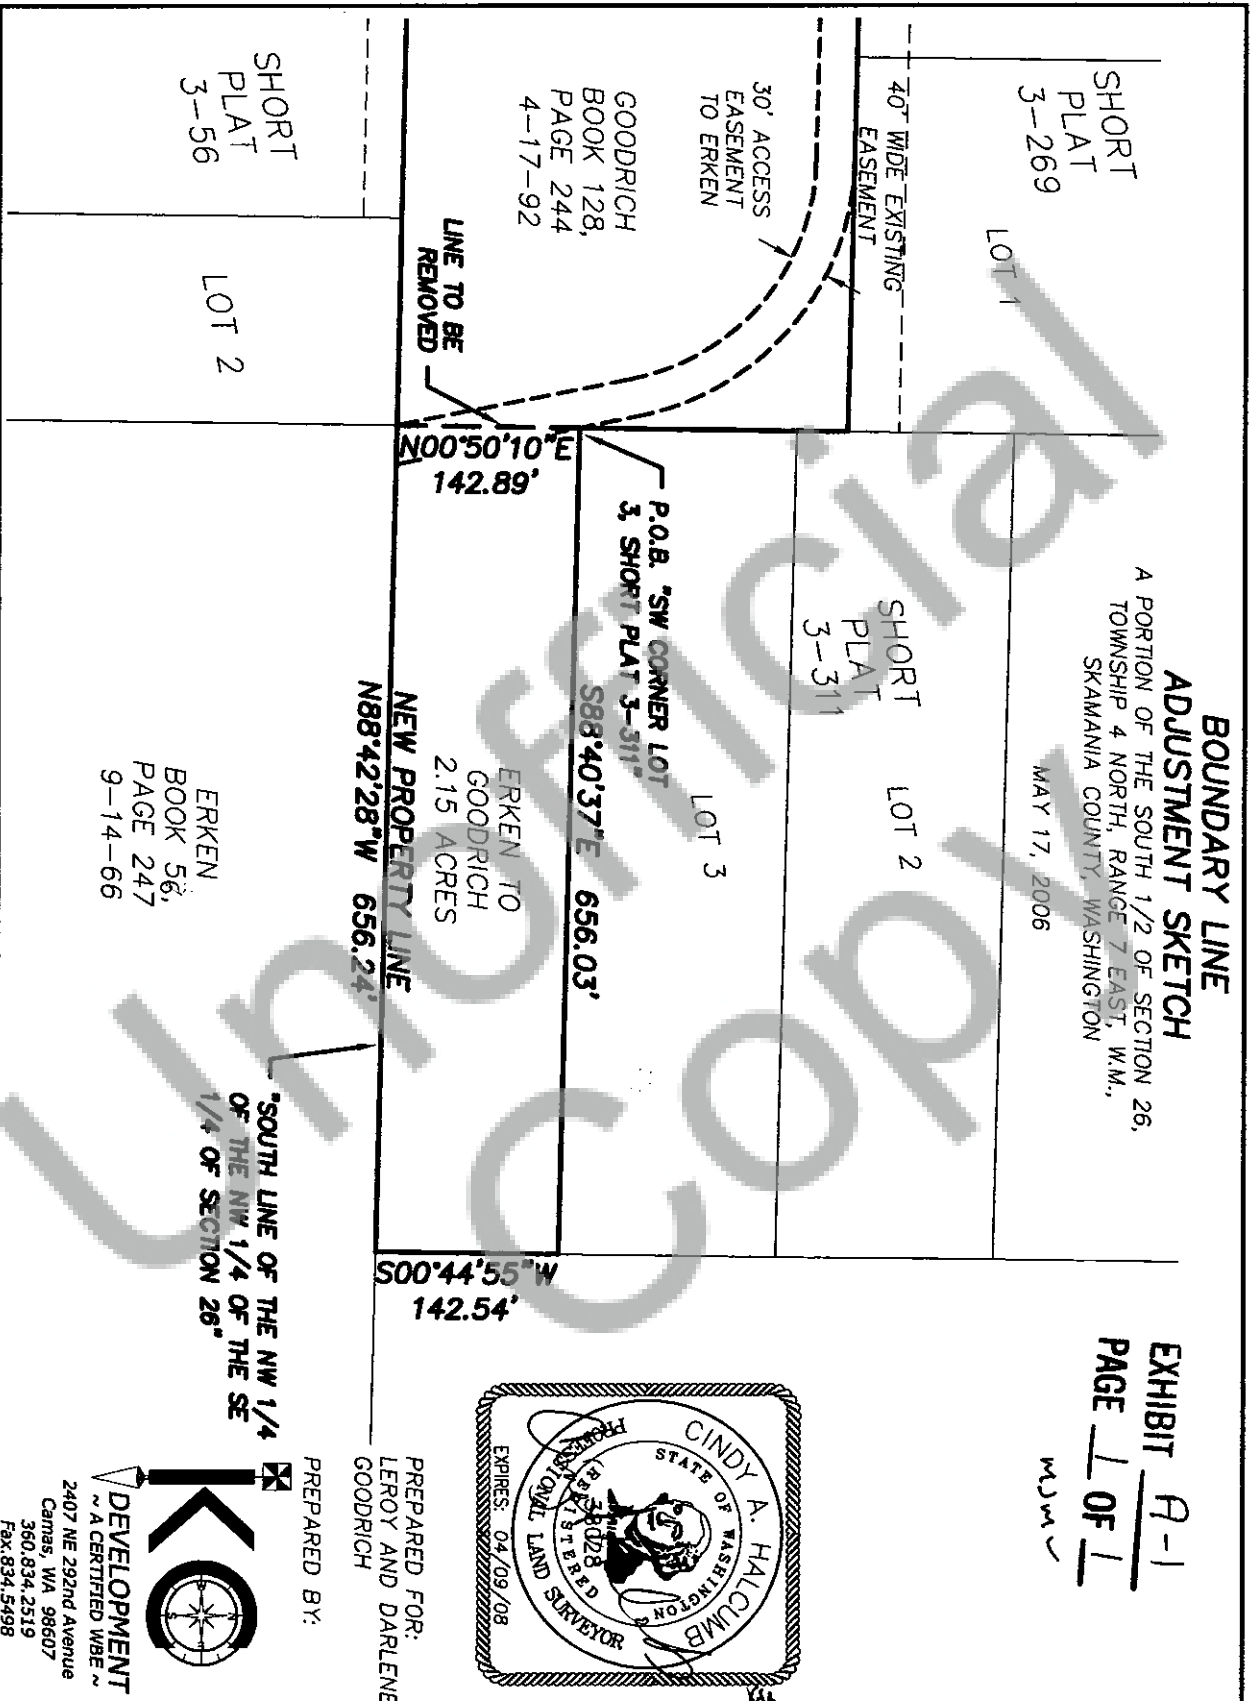 BOUNDARY LINE
ADJUSTMENT SKETCH
A PORTION OF THE SOUTH 1/2 OF SECTION 26,
TOWNSHIP 4 NORTH, RANGE 7 EAST, W.M.,
SKAMANIA COUNTY, WASHINGTON
MAY 17, 2006
EXHIBIT A-1
PAGE 1 OF 1
SHORT
PLAT
3-269
LOT 1
40' WIDE EXISTING
EASEMENT
30' ACCESS
EASEMENT
TO ERKEN
GOODRICH
BOOK 128,
PAGE 244
4-17-92
LINE TO BE
REMOVED
SHORT
PLAT
3-56
LOT 2
SHORT
PLAT
3-311
LOT 2
LOT 3
P.O.B. "SW CORNER LOT
3, SHORT PLAT 3-311"
S88°40'37"E 656.03'
N00°50'10"E
142.89'
ERKEN TO
GOODRICH
2.15 ACRES
NEW PROPERTY LINE
N88°42'28"W 656.24'
S00°44'55"W
142.54'
ERKEN
BOOK 56,
PAGE 247
9-14-66
"SOUTH LINE OF THE NW 1/4
OF THE NW 1/4 OF THE SE
1/4 OF SECTION 26"
CINDY A. HALCUMB
STATE OF WASHINGTON
38028
REGISTERED
PROFESSIONAL LAND SURVEYOR
EXPIRES: 04/09/08
PREPARED FOR:
LEROY AND DARLENE
GOODRICH
PREPARED BY:
DEVELOPMENT
~ A CERTIFIED WBE ~
2407 NE 292nd Avenue
Camas, WA 98607
360.834.2519
Fax.834.5498
Unofficial
Copy